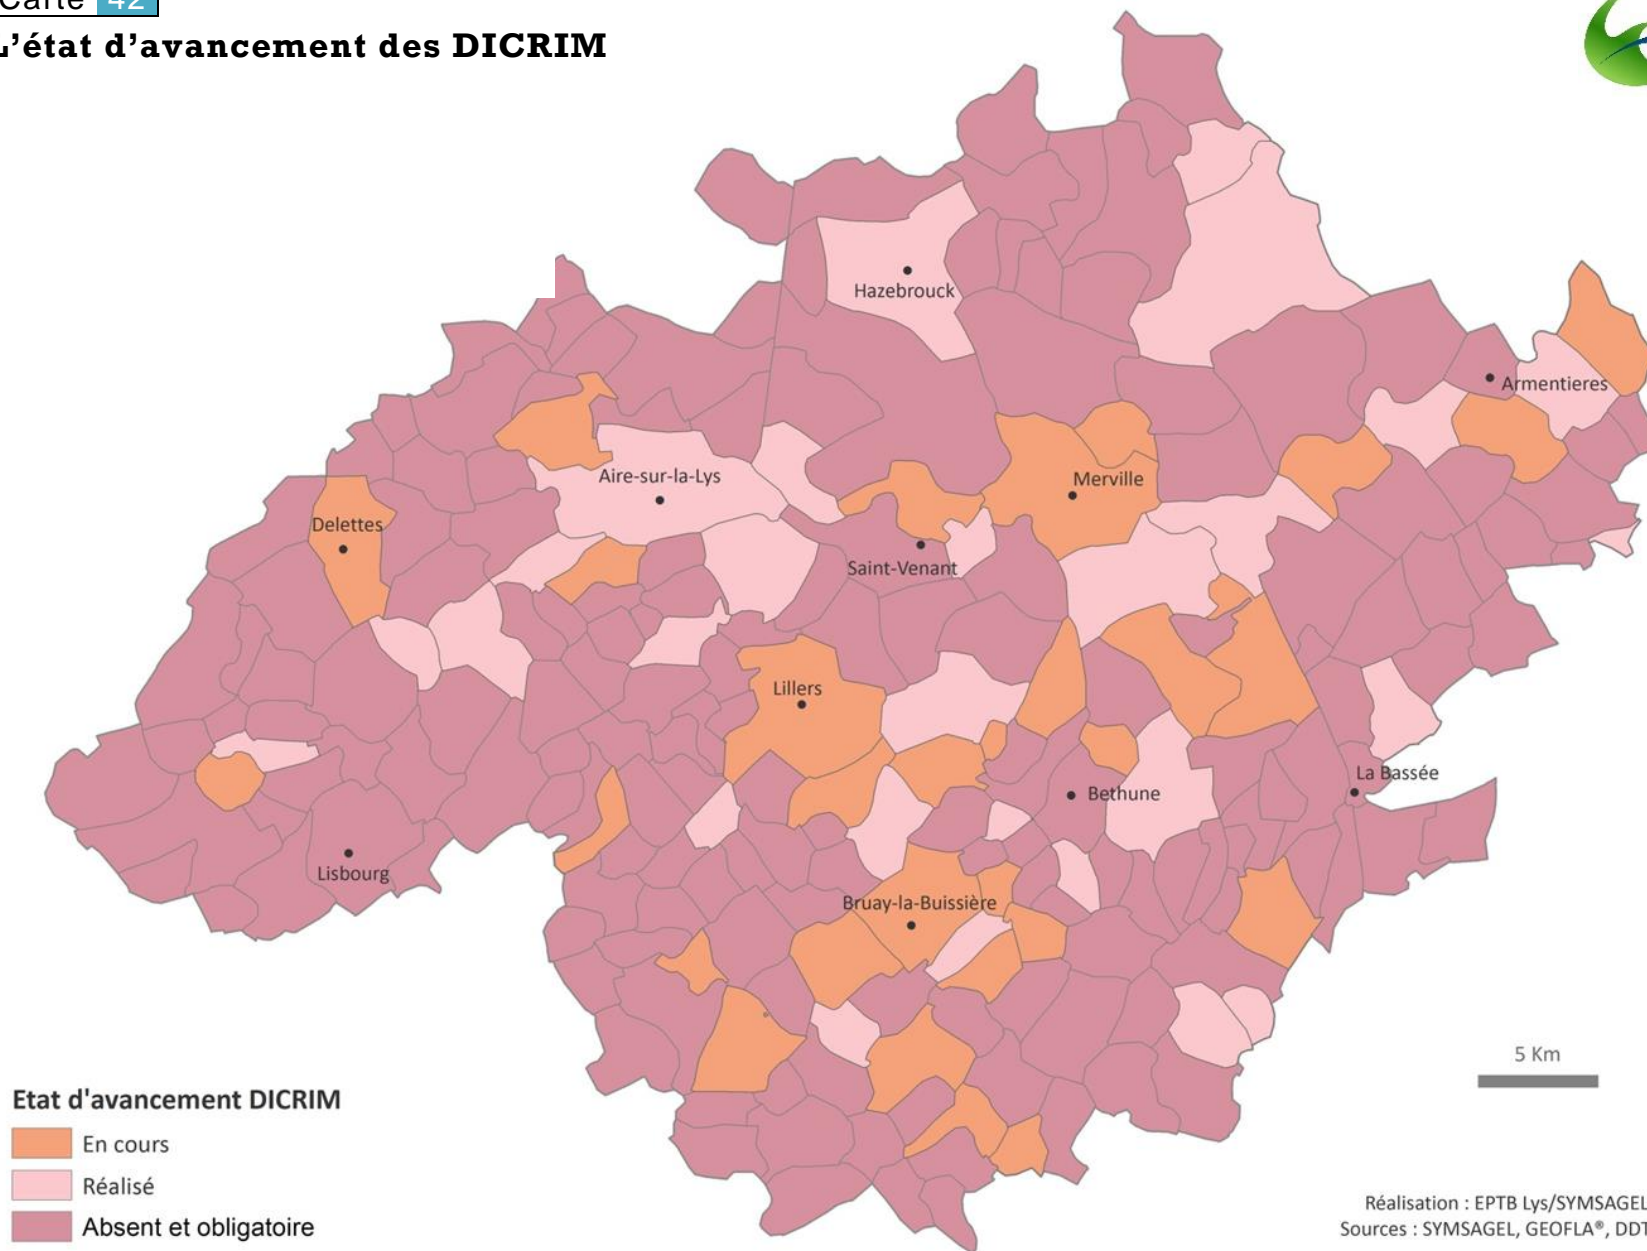 Carte 42
L'état d'avancement des DICRIM
Hazebrouck
Armentieres
Aire-sur-la-Lys
Merville
Delettes
Saint-Venant
Lillers
La Bassée
Bethune
Lisbourg
Bruay-la-Buissière
5 Km
Etat d'avancement DICRIM
En cours
Réalisé
Absent et obligatoire
Réalisation : EPTB Lys/SYMSAGEL
Sources : SYMSAGEL, GEOFLA®, DDT